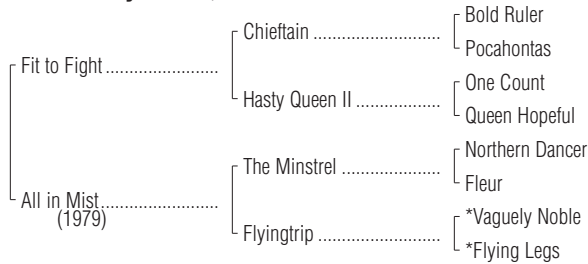 Bold Ruler
Chieftain
Pocahontas
Fit to Fight
One Count
Hasty Queen II
Queen Hopeful
Northern Dancer
The Minstrel
Fleur
All in Mist
(1979)
*Vaguely Noble
Flyingtrip
*Flying Legs